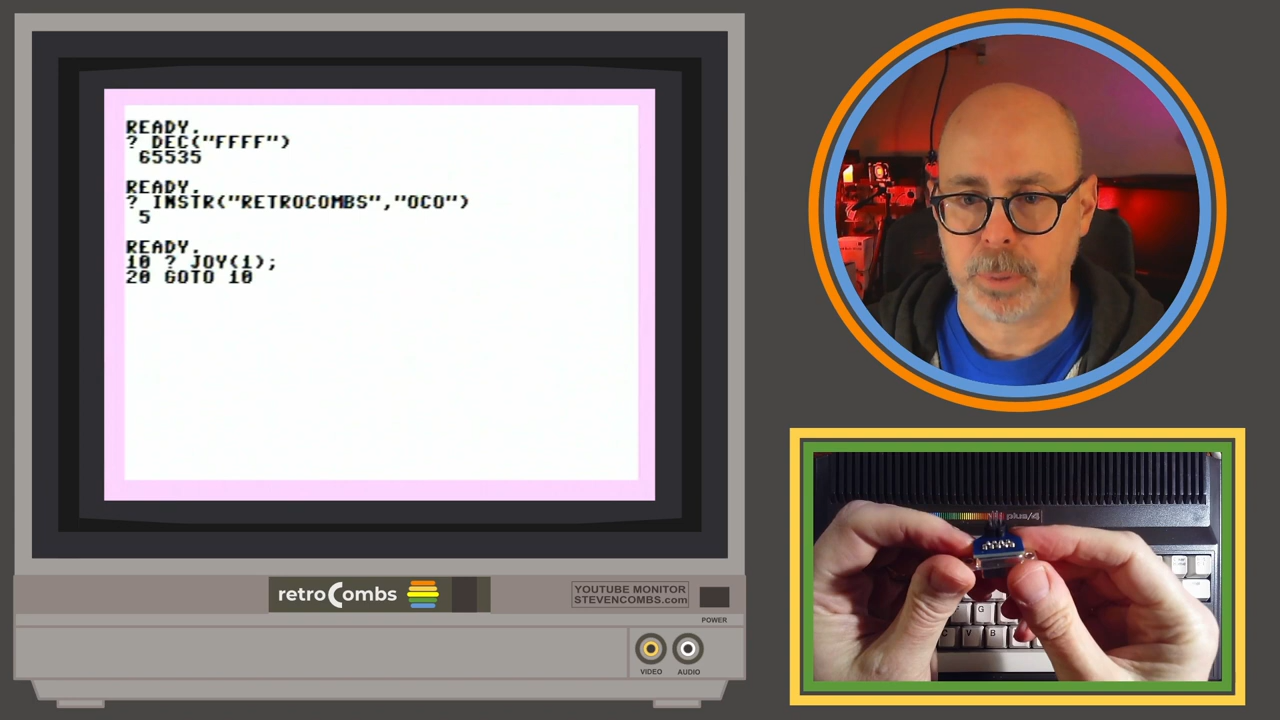 READY.
? DEC("FFFF")
65535
READY.
? INSTR("RETROCOMBS","OCO")
5
READY.
10 ? JOY(1);
20 GOTO 10
retroCombs
YOUTUBE MONITOR
STEVENCOMBS.com
POWER
VIDEO
AUDIO
plus/4
G
C
V
B